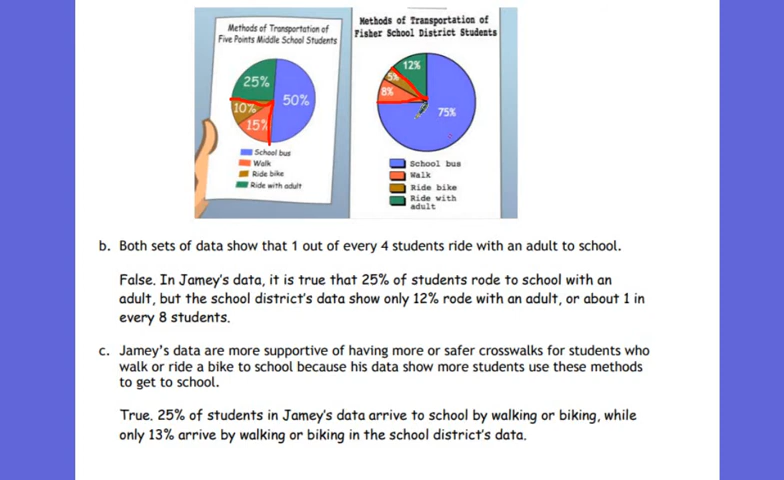 Methods of Transportation of
Five Points Middle School Students
25%
50%
10%
15%
School bus
Walk
Ride bike
Ride with adult
Methods of Transportation of
Fisher School District Students
12%
5%
8%
75%
School bus
Walk
Ride bike
Ride with
adult
b. Both sets of data show that 1 out of every 4 students ride with an adult to school.
False. In Jamey's data, it is true that 25% of students rode to school with an
adult, but the school district's data show only 12% rode with an adult, or about 1 in
every 8 students.
c. Jamey's data are more supportive of having more or safer crosswalks for students who
walk or ride a bike to school because his data show more students use these methods
to get to school.
True. 25% of students in Jamey's data arrive to school by walking or biking, while
only 13% arrive by walking or biking in the school district's data.